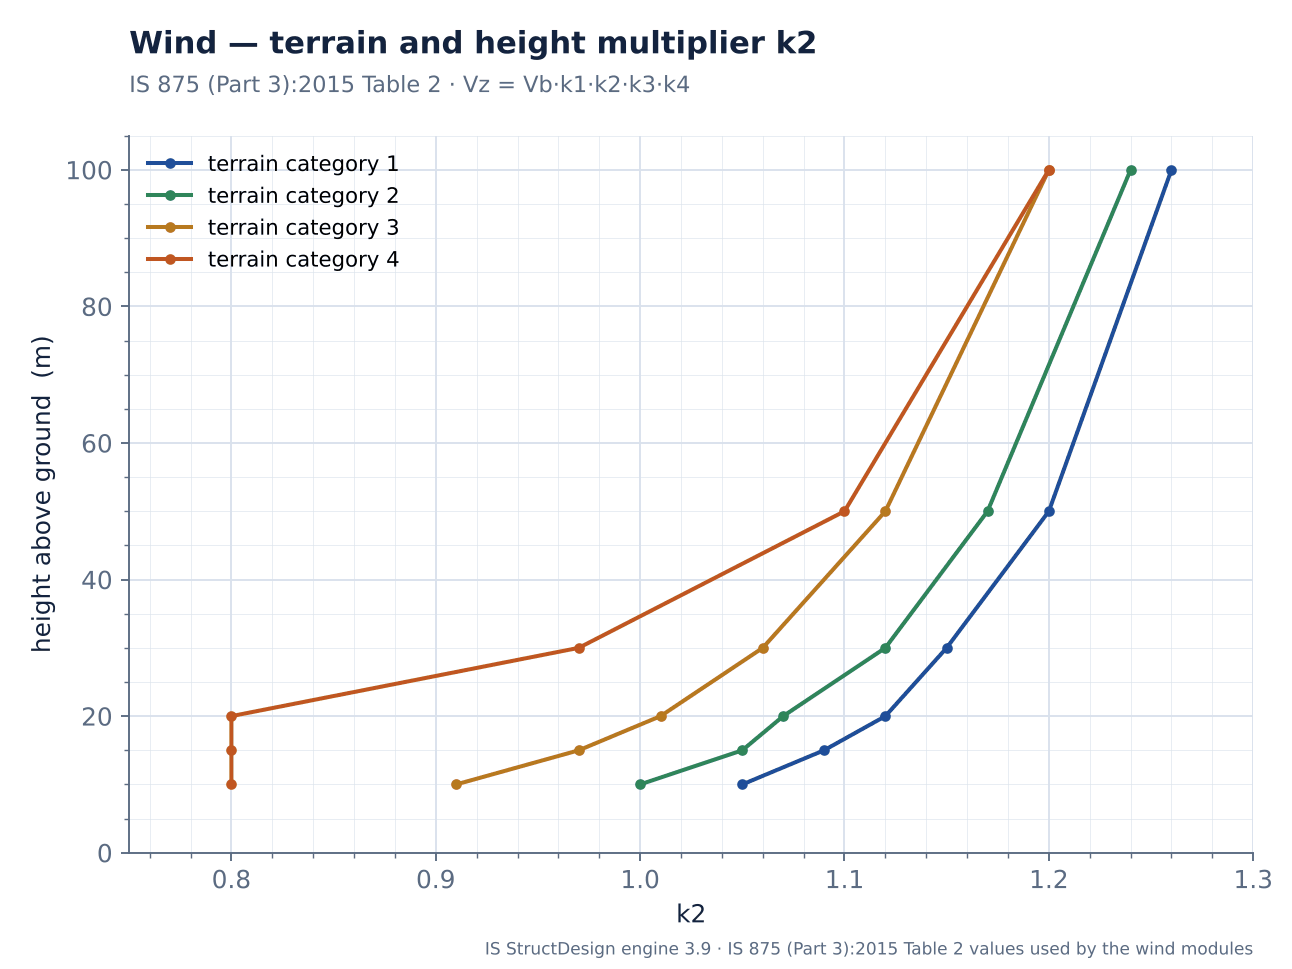 Wind — terrain and height multiplier k2
IS 875 (Part 3):2015 Table 2 · Vz = Vb·k1·k2·k3·k4
terrain category 1
terrain category 2
terrain category 3
terrain category 4
100
80
60
40
20
0
height above ground (m)
0.8 0.9 1.0 1.1 1.2 1.3
k2
IS StructDesign engine 3.9 · IS 875 (Part 3):2015 Table 2 values used by the wind modules